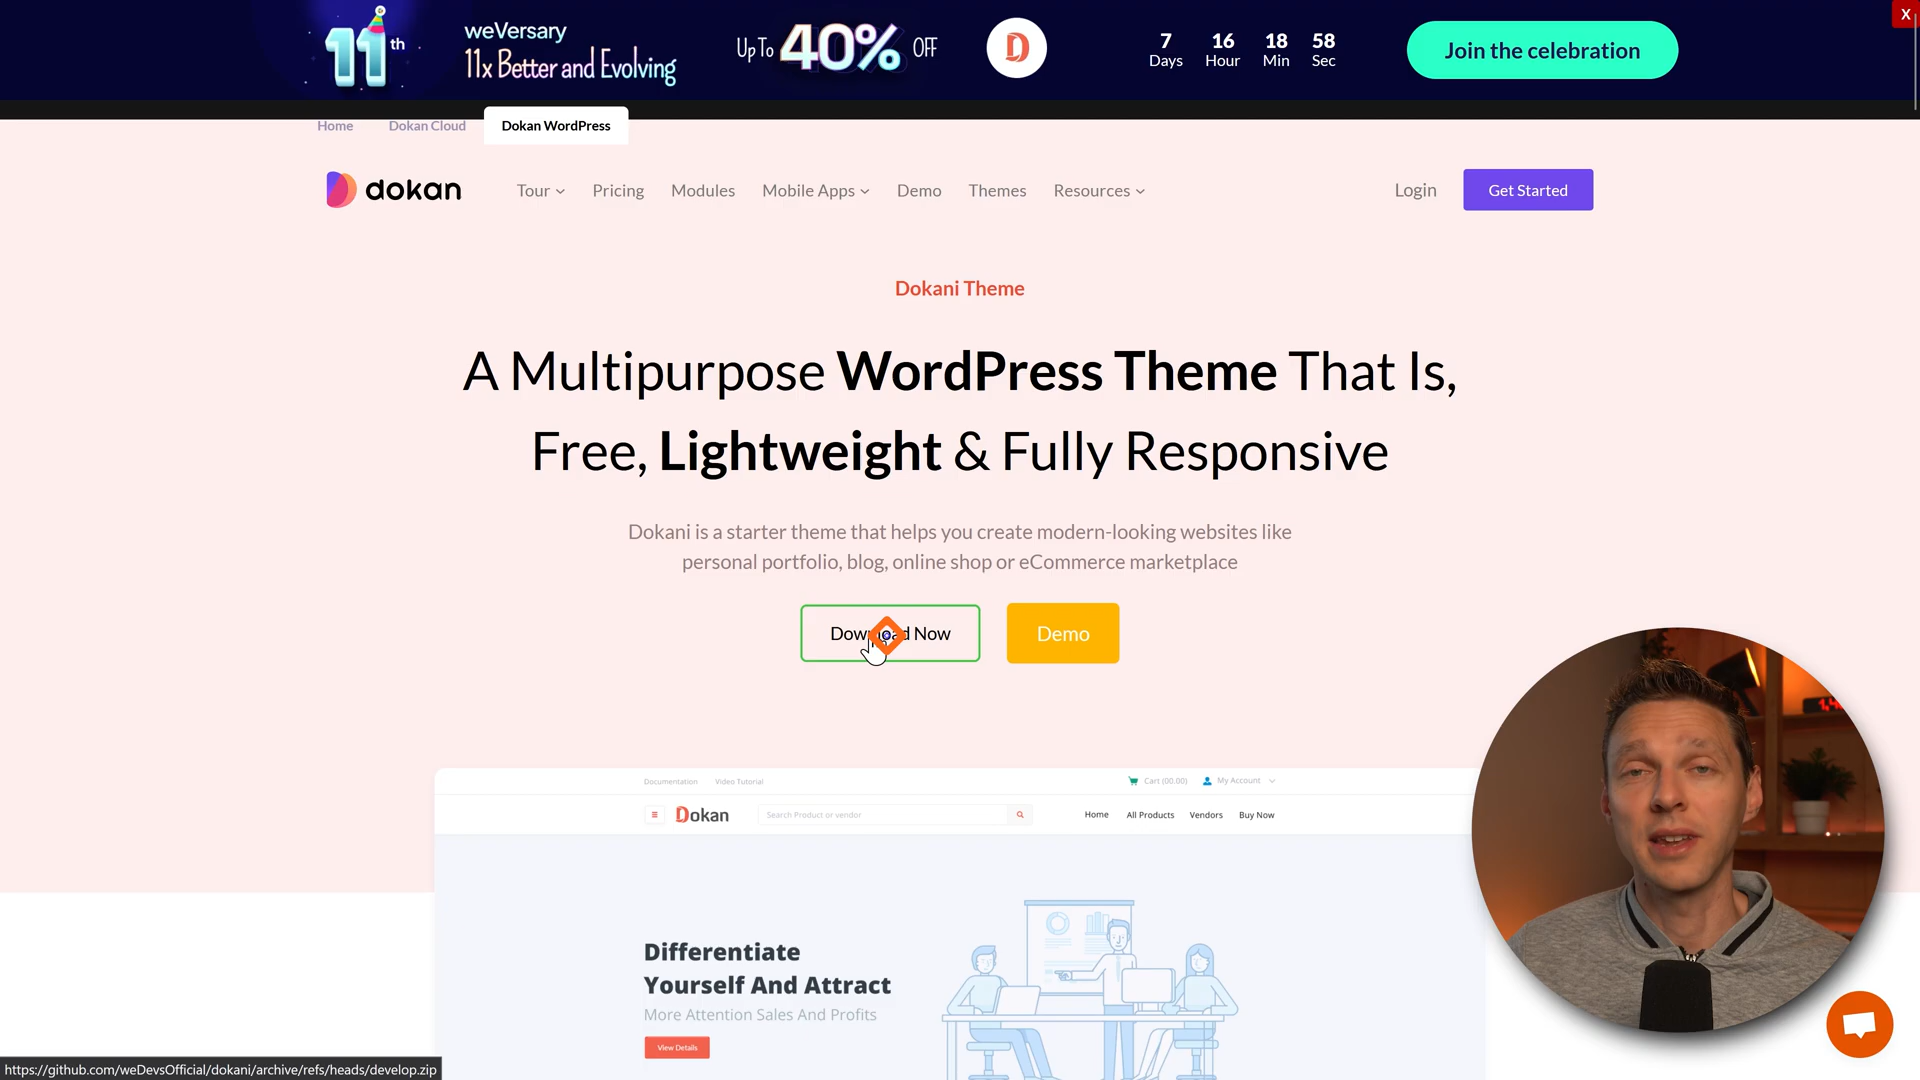 X
11th
weVersary
11x Better and Evolving
Up To 40% OFF
7 16 18 58
Days Hour Min Sec
Join the celebration
Home Dokan Cloud Dokan WordPress
dokan
Tour Pricing Modules Mobile Apps Demo Themes Resources Login Get Started
Dokani Theme
A Multipurpose WordPress Theme That Is,
Free, Lightweight & Fully Responsive
Dokani is a starter theme that helps you create modern-looking websites like
personal portfolio, blog, online shop or eCommerce marketplace
Download Now Demo
Documentation Video Tutorial Cart (00.00) My Account
Dokan Search Product or vendor Home All Products Vendors Buy Now
Differentiate
Yourself And Attract
More Attention Sales And Profits
View Details
https://github.com/weDevsOfficial/dokani/archive/refs/heads/develop.zip